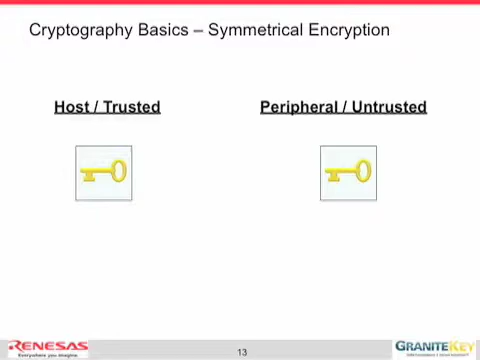 Cryptography Basics – Symmetrical Encryption
Host / Trusted
Peripheral / Untrusted
RENESAS
Everywhere you imagine.
13
GRANITEKEY